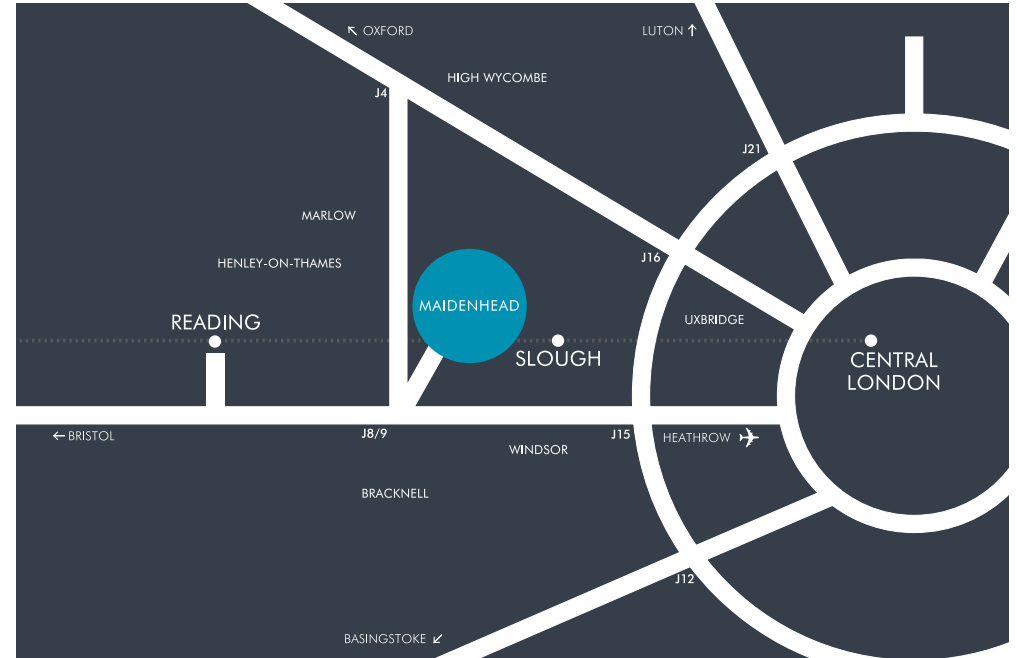 ↖ OXFORD
LUTON ↑
HIGH WYCOMBE
J4
J21
MARLOW
HENLEY-ON-THAMES
J16
MAIDENHEAD
READING
UXBRIDGE
SLOUGH
CENTRAL
LONDON
← BRISTOL
J8/9
J15
HEATHROW
WINDSOR
BRACKNELL
J12
BASINGSTOKE ↙